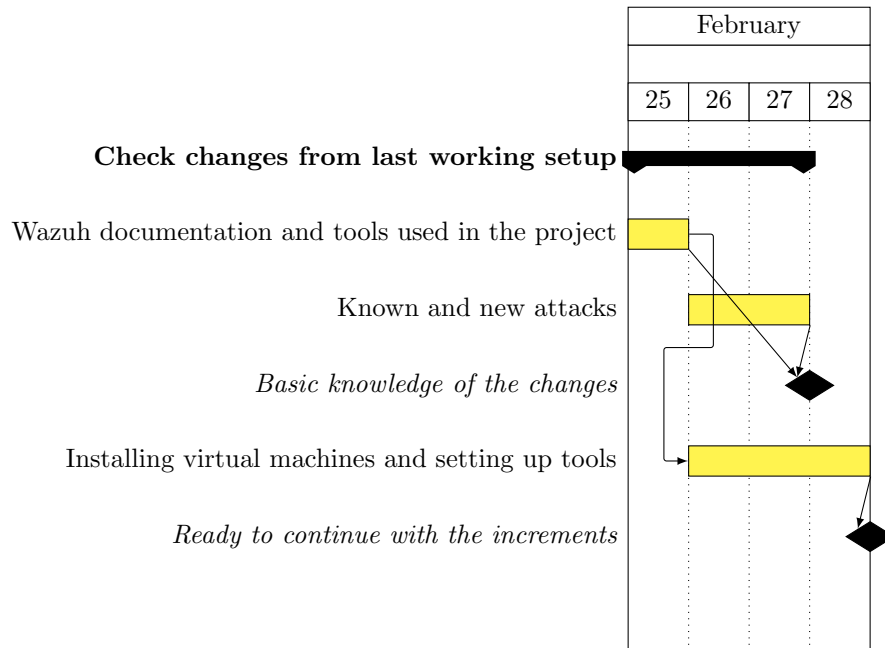 February
25 26 27 28
Check changes from last working setup
Wazuh documentation and tools used in the project
Known and new attacks
Basic knowledge of the changes
Installing virtual machines and setting up tools
Ready to continue with the increments